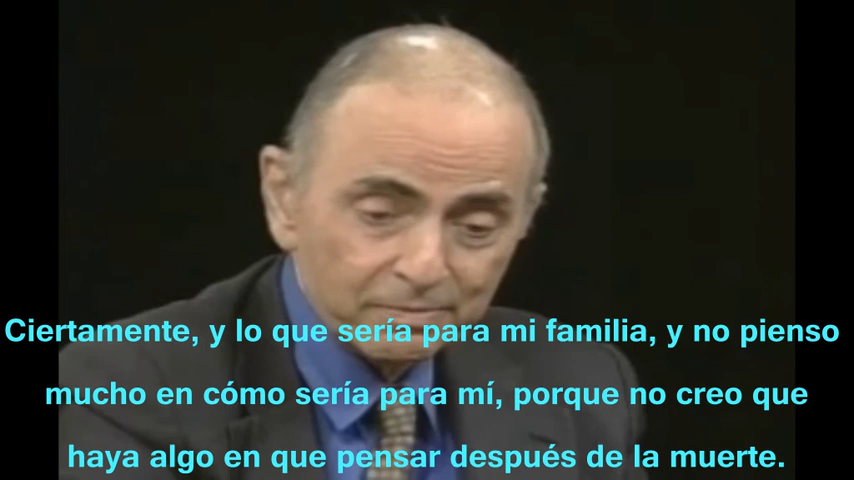 Ciertamente, y lo que sería para mi familia, y no pienso
mucho en cómo sería para mí, porque no creo que
haya algo en que pensar después de la muerte.